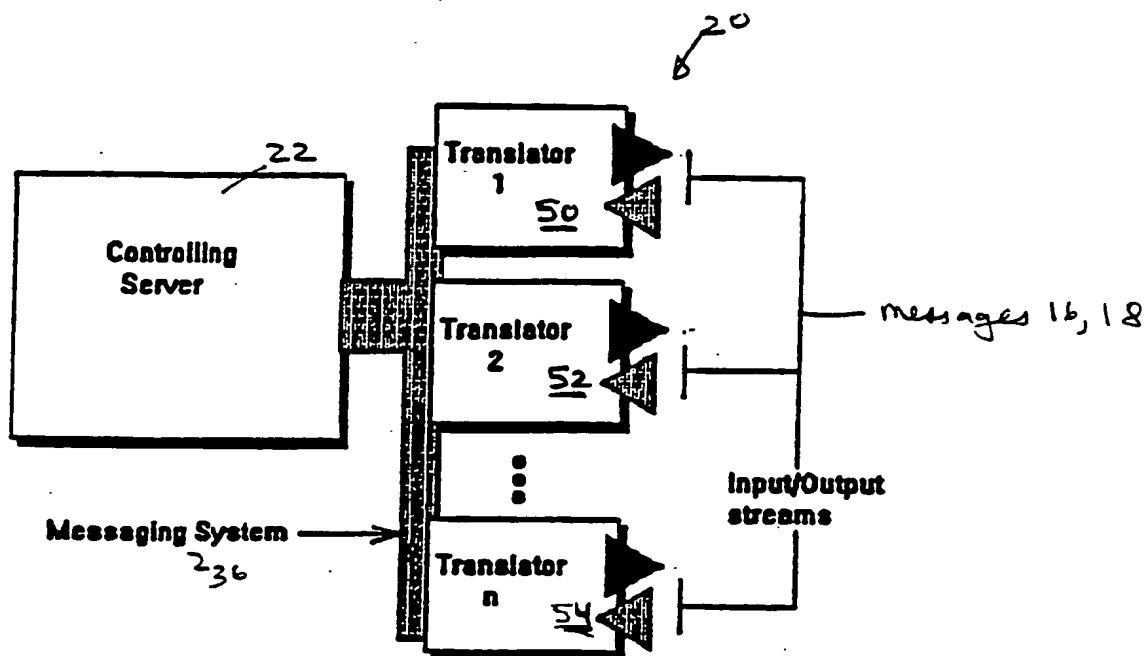 20
22
Controlling
Server
Translator
1
50
Translator
2
52
messages 16, 18
Input/Output
streams
Messaging System
236
Translator
n
54